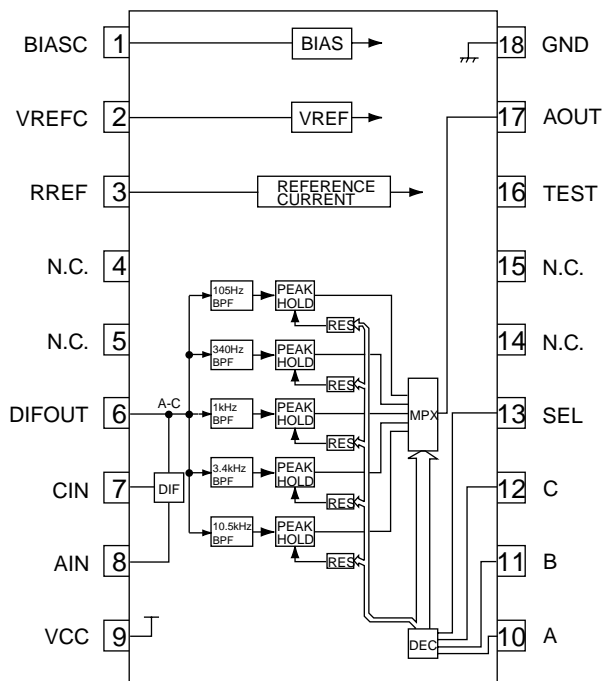 BIASC 1 BIAS 18 GND
VREFC 2 VREF 17 AOUT
RREF 3 REFERENCE CURRENT 16 TEST
N.C. 4 15 N.C.
105Hz BPF PEAK HOLD
RES
N.C. 5 14 N.C.
340Hz BPF PEAK HOLD
RES
DIFOUT 6 A-C 1kHz BPF PEAK HOLD MPX 13 SEL
RES
CIN 7 DIF 3.4kHz BPF PEAK HOLD 12 C
RES
AIN 8 10.5kHz BPF PEAK HOLD 11 B
RES
VCC 9 DEC 10 A